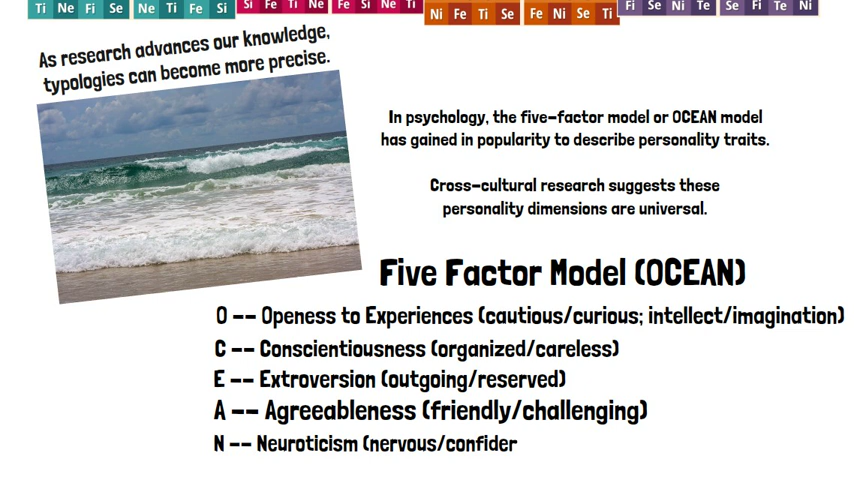 Ti Ne Fi Se Ne Ti Fe Si Si Fe Ti Ne Fe Si Ne Ti Ni Fe Ti Se Fe Ni Se Ti Fi Se Ni Te Se Fi Te Ni
As research advances our knowledge,
typologies can become more precise.
In psychology, the five-factor model or OCEAN model
has gained in popularity to describe personality traits.
Cross-cultural research suggests these
personality dimensions are universal.
Five Factor Model (OCEAN)
O -- Openess to Experiences (cautious/curious; intellect/imagination)
C -- Conscientiousness (organized/careless)
E -- Extroversion (outgoing/reserved)
A -- Agreeableness (friendly/challenging)
N -- Neuroticism (nervous/confider